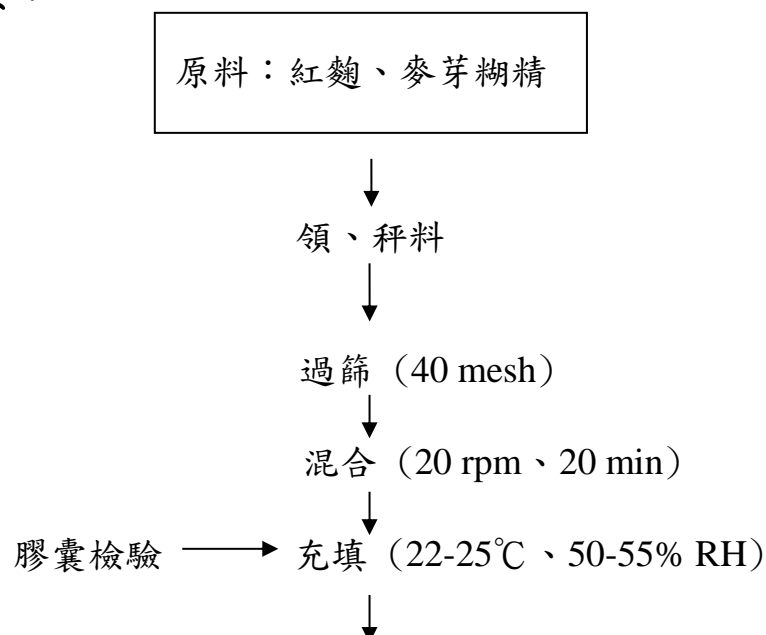 原料：紅麴、麥芽糊精
領、秤料
過篩（40 mesh）
混合（20 rpm、20 min）
膠囊檢驗 充填（22-25℃、50-55% RH）